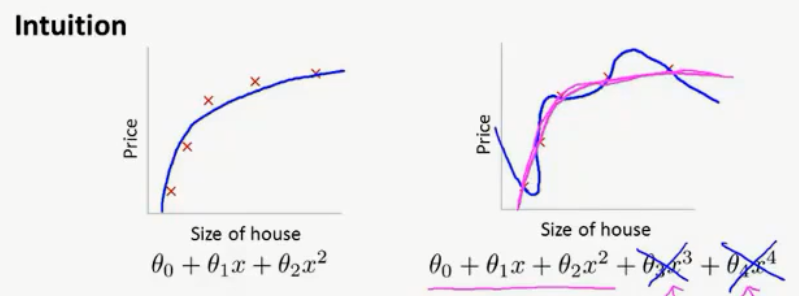 Intuition
Price
Size of house
θ₀ + θ₁x + θ₂x²
Price
Size of house
θ₀ + θ₁x + θ₂x² + θ₃x³ + θ₄x⁴